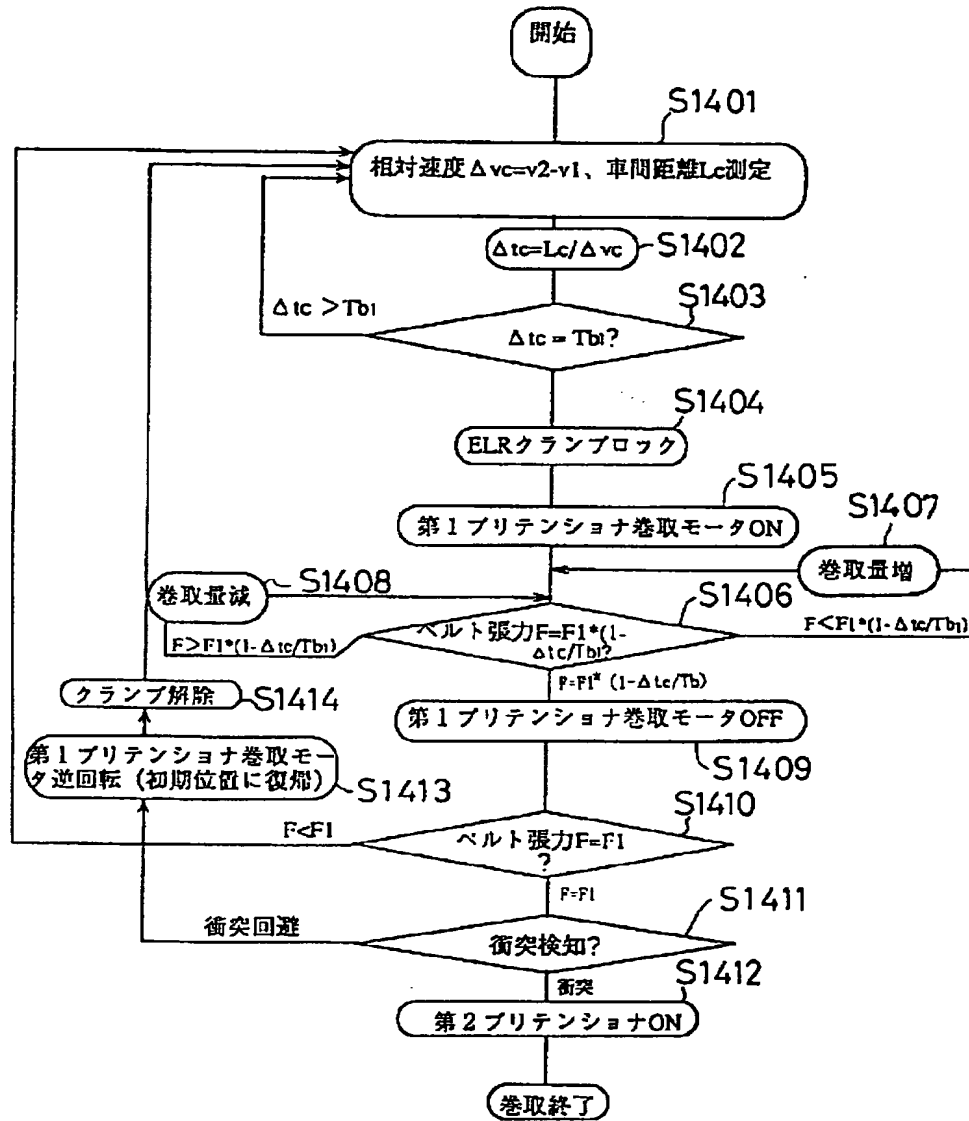 開始
S1401
相対速度Δvc=v2-v1、車間距離Lc測定
Δtc=Lc/Δvc
S1402
S1403
Δtc >Tb1
Δtc = Tb1?
S1404
ELRクランプロック
S1405
第1プリテンショナ巻取モータON
S1407
巻取量増
巻取量減
S1408
S1406
ベルト張力F=F1*(1-
Δtc/Tb1?
F>F1*(1-Δtc/Tb1)
F<F1*(1-Δtc/Tb1)
F=F1* (1-Δtc/Tb)
クランプ解除
S1414
第1プリテンショナ巻取モータOFF
S1409
第1プリテンショナ巻取モー
タ逆回転（初期位置に復帰）
S1413
S1410
F<F1
ベルト張力F=F1
?
F=F1
S1411
衝突回避
衝突検知?
S1412
衝突
第2プリテンショナON
巻取終了